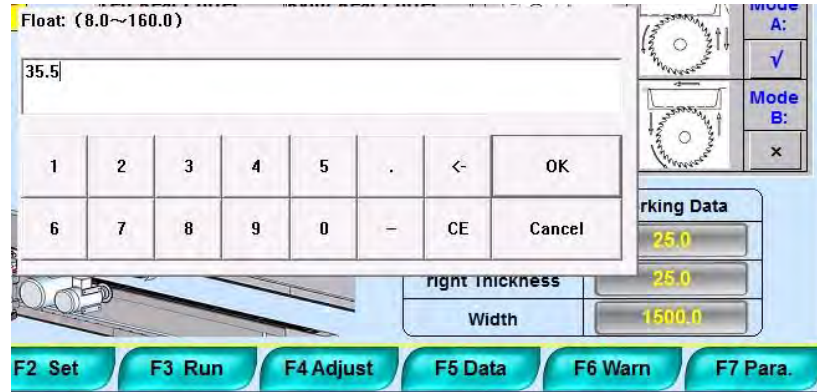 Float: (8.0~160.0)
35.5
Mode
A:
√
Mode
B:
×
1 2 3 4 5 . <- OK
6 7 8 9 0 - CE Cancel
rking Data
25.0
right Thickness 25.0
Width 1500.0
F2 Set F3 Run F4 Adjust F5 Data F6 Warn F7 Para.